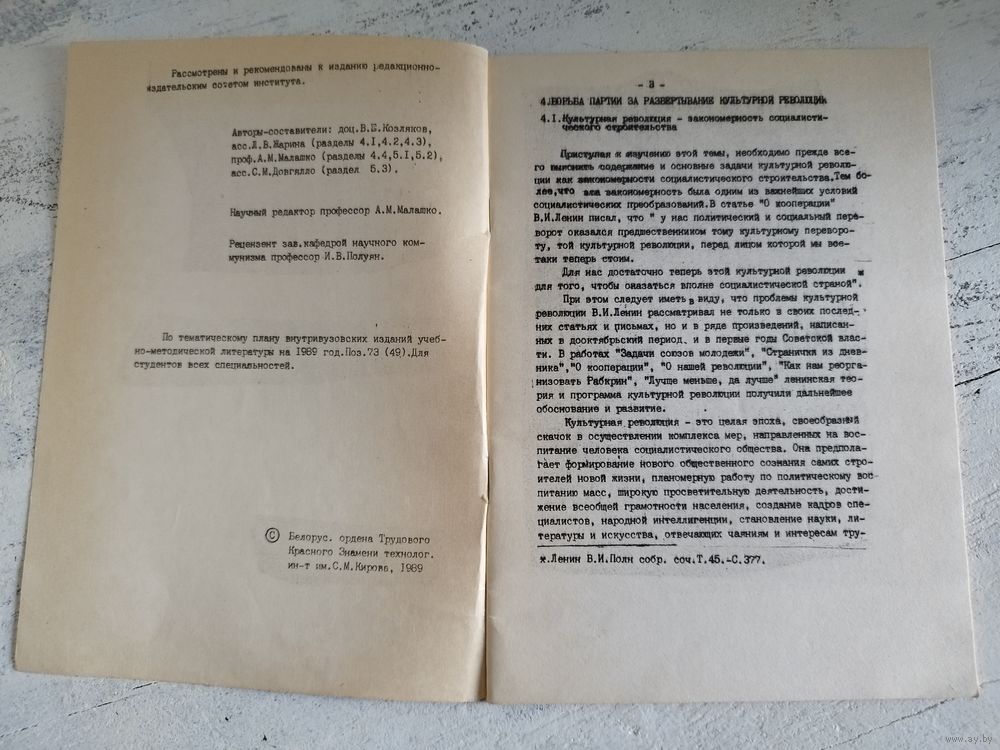 Рассмотрены и рекомендованы к изданию редакционно-
издательским советом института.
Авторы-составители: доц.В.Е.Козляков,
асс.Л.В.Жарина (разделы 4.I,4.2,4.3),
проф.А.М.Малашко (разделы 4.4,5.I,5.2),
асс.С.М.Довгялло (раздел 5.3).
Научный редактор профессор А.М.Малашко.
Рецензент зав.кафедрой научного ком-
мунизма профессор И.В.Полуян.
По тематическому плану внутривузовских изданий учеб-
но-методической литературы на 1989 год.Поз.73 (49).Для
студентов всех специальностей.
© Белорус. ордена Трудового
Красного Знамени технолог.
ин-т им.С.М.Кирова, 1989
- 3 -
4.БОРЬБА ПАРТИИ ЗА РАЗВЕРТЫВАНИЕ КУЛЬТУРНОЙ РЕВОЛЮЦИИ
4.I.Культурная революция - закономерность социалисти-
ческого строительства
Приступая к изучению этой темы, необходимо прежде все-
го выяснить содержание и основные задачи культурной револю-
ции как закономерности социалистического строительства.Тем бо-
лее,что эта закономерность была одним из важнейших условий
социалистических преобразований.В статье "О кооперации"
В.И.Ленин писал, что " у нас политический и социальный пере-
ворот оказался предшественником тому культурному переворо-
ту, той культурной революции, перед лицом которой мы все-
таки теперь стоим.
Для нас достаточно теперь этой культурной революции ж
для того, чтобы оказаться вполне социалистической страной".
При этом следует иметь в виду, что проблемы культурной
революции В.И.Ленин рассматривал не только в своих послед-
них статьях и письмах, но и в ряде произведений, написан-
ных в дооктябрьский период, и в первые годы Советской влас-
ти. В работах "Задачи союзов молодежи", "Странички из днев-
ника","О кооперации", "О нашей революции", "Как нам реорга-
низовать Рабкрин", "Лучше меньше, да лучше" ленинская тео-
рия и программа культурной революции получили дальнейшее
обоснование и развитие.
Культурная революция - это целая эпоха, своеобразный
скачок в осуществлении комплекса мер, направленных на вос-
питание человека социалистического общества. Она предпола-
гает формирование нового общественного сознания самих стро-
ителей новой жизни, планомерную работу по политическому вос
питанию масс, широкую просветительную деятельность, дости-
жение всеобщей грамотности населения, создание кадров спе-
циалистов, народной интеллигенции, становление науки, ли-
тературы и искусства, отвечающих чаяниям и интересам тру-
ж.Ленин В.И.Полн собр. соч.Т.45.-С.377.
www.ay.by